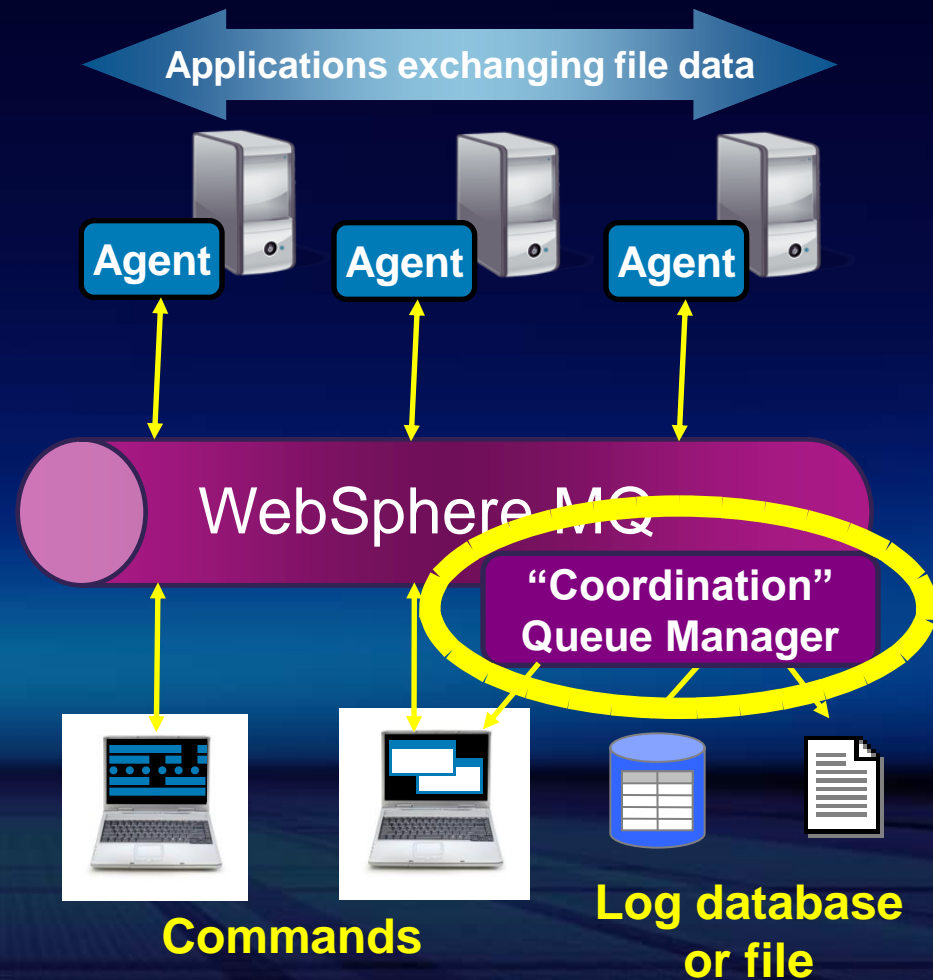 Applications exchanging file data
Agent
Agent
Agent
WebSphere MQ
“Coordination”
Queue Manager
Commands
Log database
or file